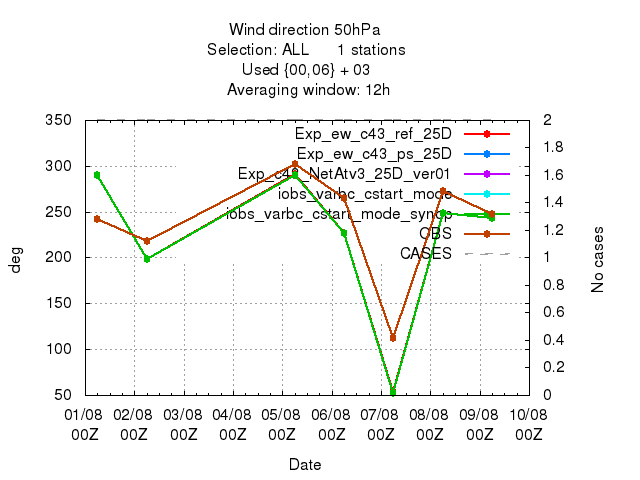 Wind direction 50hPa
Selection: ALL 1 stations
Used {00,06} + 03
Averaging window: 12h
350 2
Exp_ew_c43_ref_25D
1.8
Exp_ew_c43_ps_25D
300 1.6
Exp_c43_NetAtv3_25D_ver01
iobs_varbc_cstart_mode
1.4
250
iobs_varbc_cstart_mode_synop
1.2
OBS
200 1
CASES
deg
No cases
0.8
150
0.6
100 0.4
0.2
50 0
01/08 02/08 03/08 04/08 05/08 06/08 07/08 08/08 09/08 10/08
00Z 00Z 00Z 00Z 00Z 00Z 00Z 00Z 00Z 00Z
Date